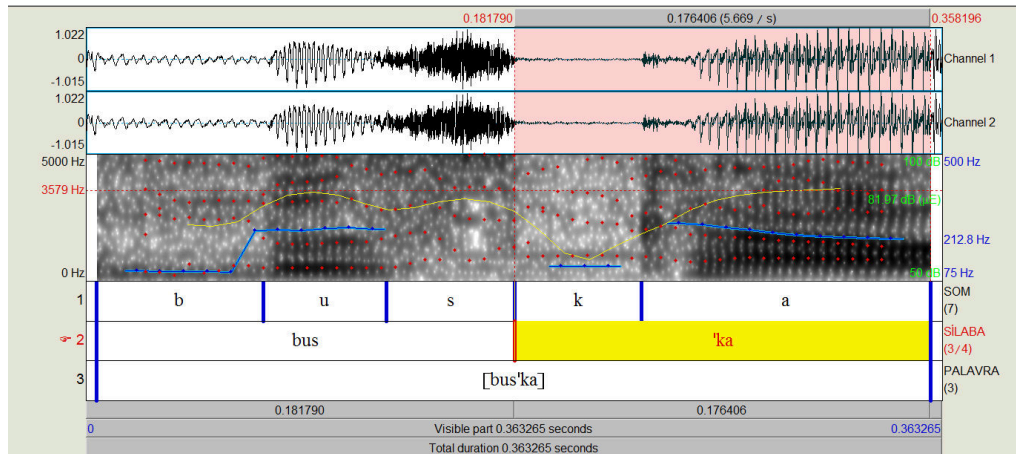 0.181790 0.176406 (5.669 / s) 0.358196
1.022
0
-1.015
Channel 1
1.022
0
-1.015
Channel 2
5000 Hz 100 dB 500 Hz
3579 Hz 81.97 dB (µE)
212.8 Hz
0 Hz 50 dB 75 Hz
1 b u s k a SOM
(7)
2 bus 'ka SÍLABA
(3/4)
3 [bus'ka] PALAVRA
(3)
0.181790 0.176406
0 Visible part 0.363265 seconds 0.363265
Total duration 0.363265 seconds